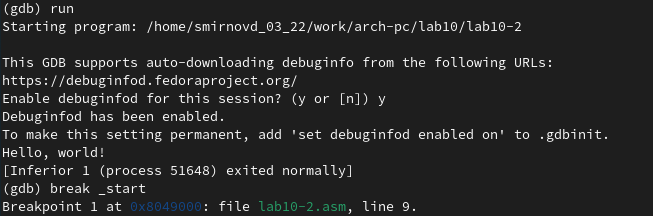 (gdb) run
Starting program: /home/smirnovd_03_22/work/arch-pc/lab10/lab10-2
This GDB supports auto-downloading debuginfo from the following URLs:
https://debuginfod.fedoraproject.org/
Enable debuginfod for this session? (y or [n]) y
Debuginfod has been enabled.
To make this setting permanent, add 'set debuginfod enabled on' to .gdbinit.
Hello, world!
[Inferior 1 (process 51648) exited normally]
(gdb) break _start
Breakpoint 1 at 0x8049000: file lab10-2.asm, line 9.